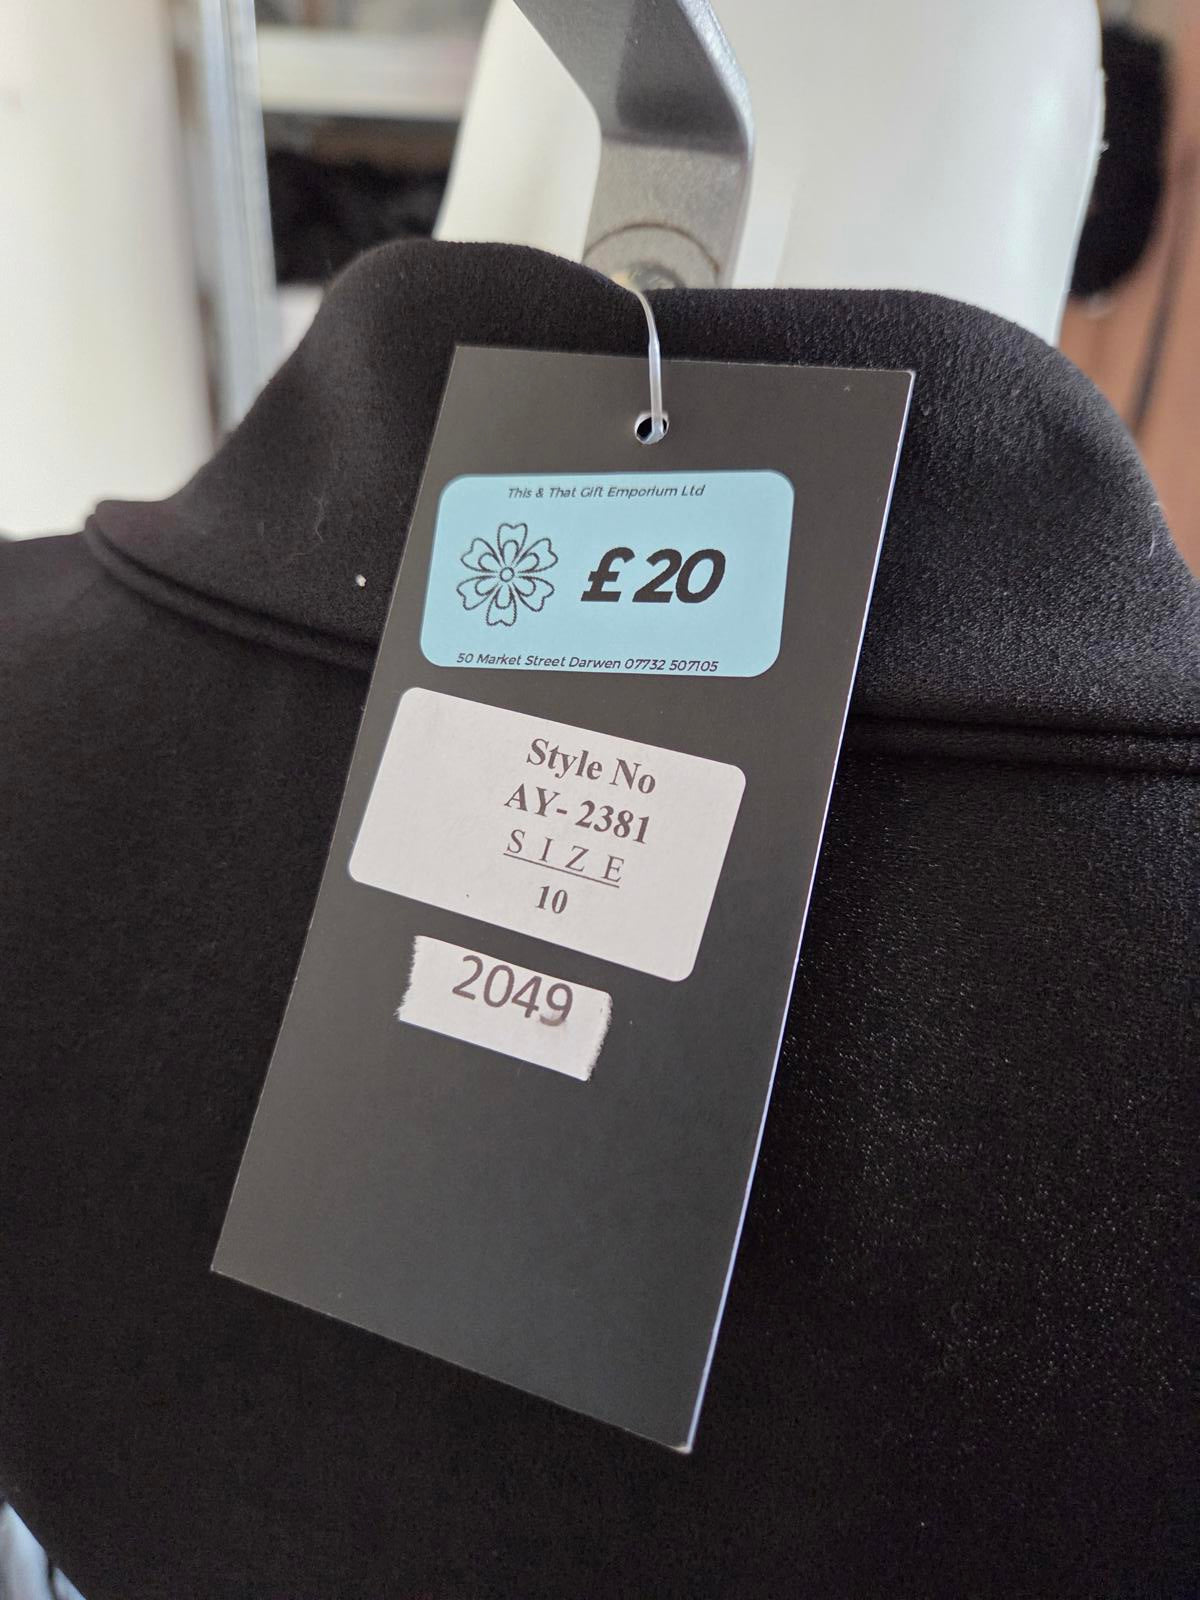 This & That Gift Emporium Ltd
£20
50 Market Street Darwen 07732 507105
Style No
AY- 2381
SIZE
10
2049